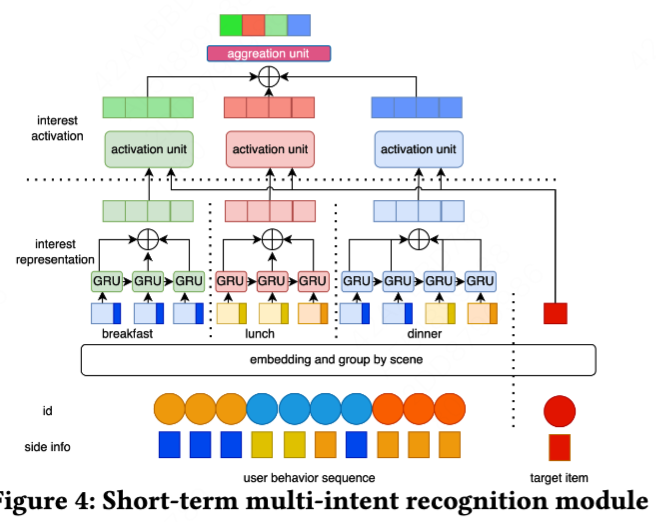 aggreation unit
interest
activation
activation unit
activation unit
activation unit
interest
representation
GRU
GRU
GRU
GRU
GRU
GRU
GRU
GRU
GRU
GRU
breakfast
lunch
dinner
embedding and group by scene
id
side info
user behavior sequence
target item
Figure 4: Short-term multi-intent recognition module